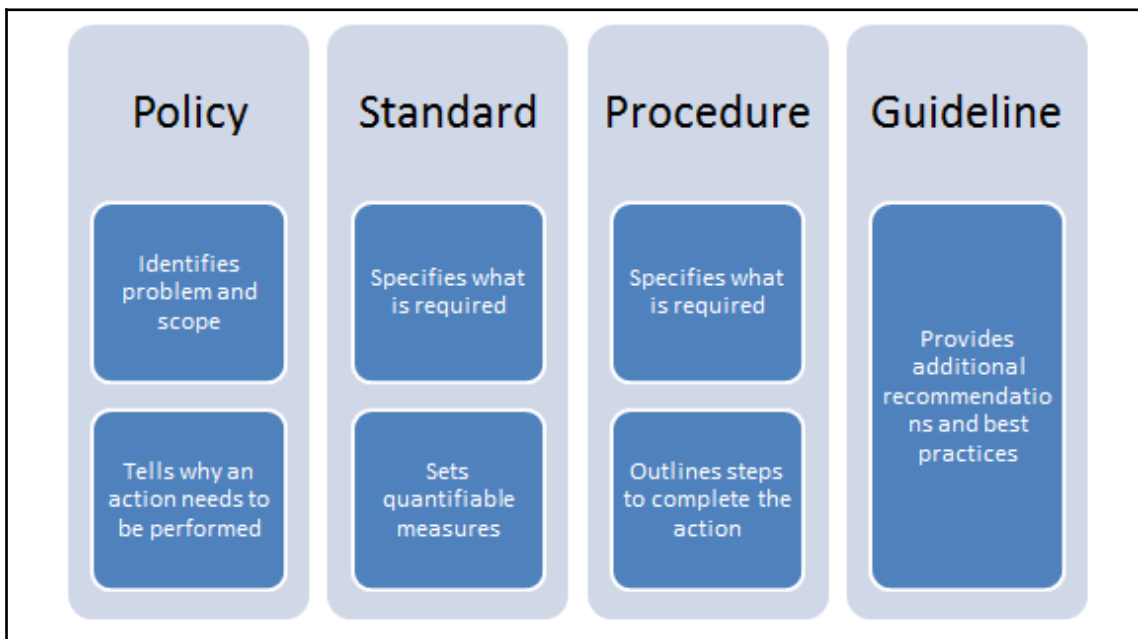 Policy
Identifies
problem and
scope
Tells why an
action needs to
be performed
Standard
Specifies what
is required
Sets
quantifiable
measures
Procedure
Specifies what
is required
Outlines steps
to complete the
action
Guideline
Provides
additional
recommendatio
ns and best
practices